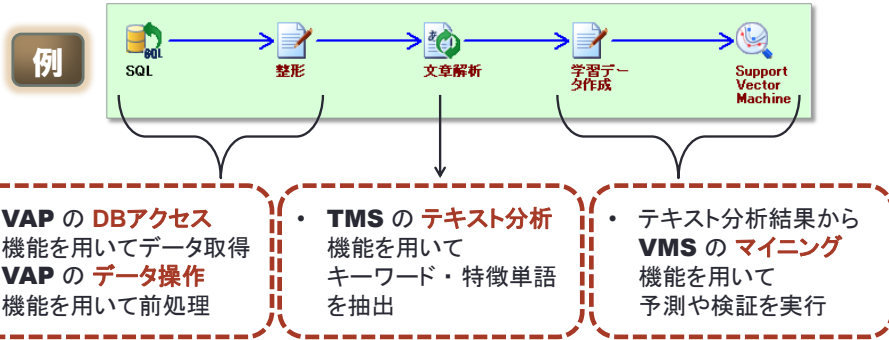 例
SQL
SQL
整形
あ
文章解析
学習デー
タ作成
Support
Vector
Machine
VAP の DBアクセス
機能を用いてデータ取得
VAP の データ操作
機能を用いて前処理
• TMS の テキスト分析
機能を用いて
キーワード・特徴単語
を抽出
• テキスト分析結果から
VMS の マイニング
機能を用いて
予測や検証を実行